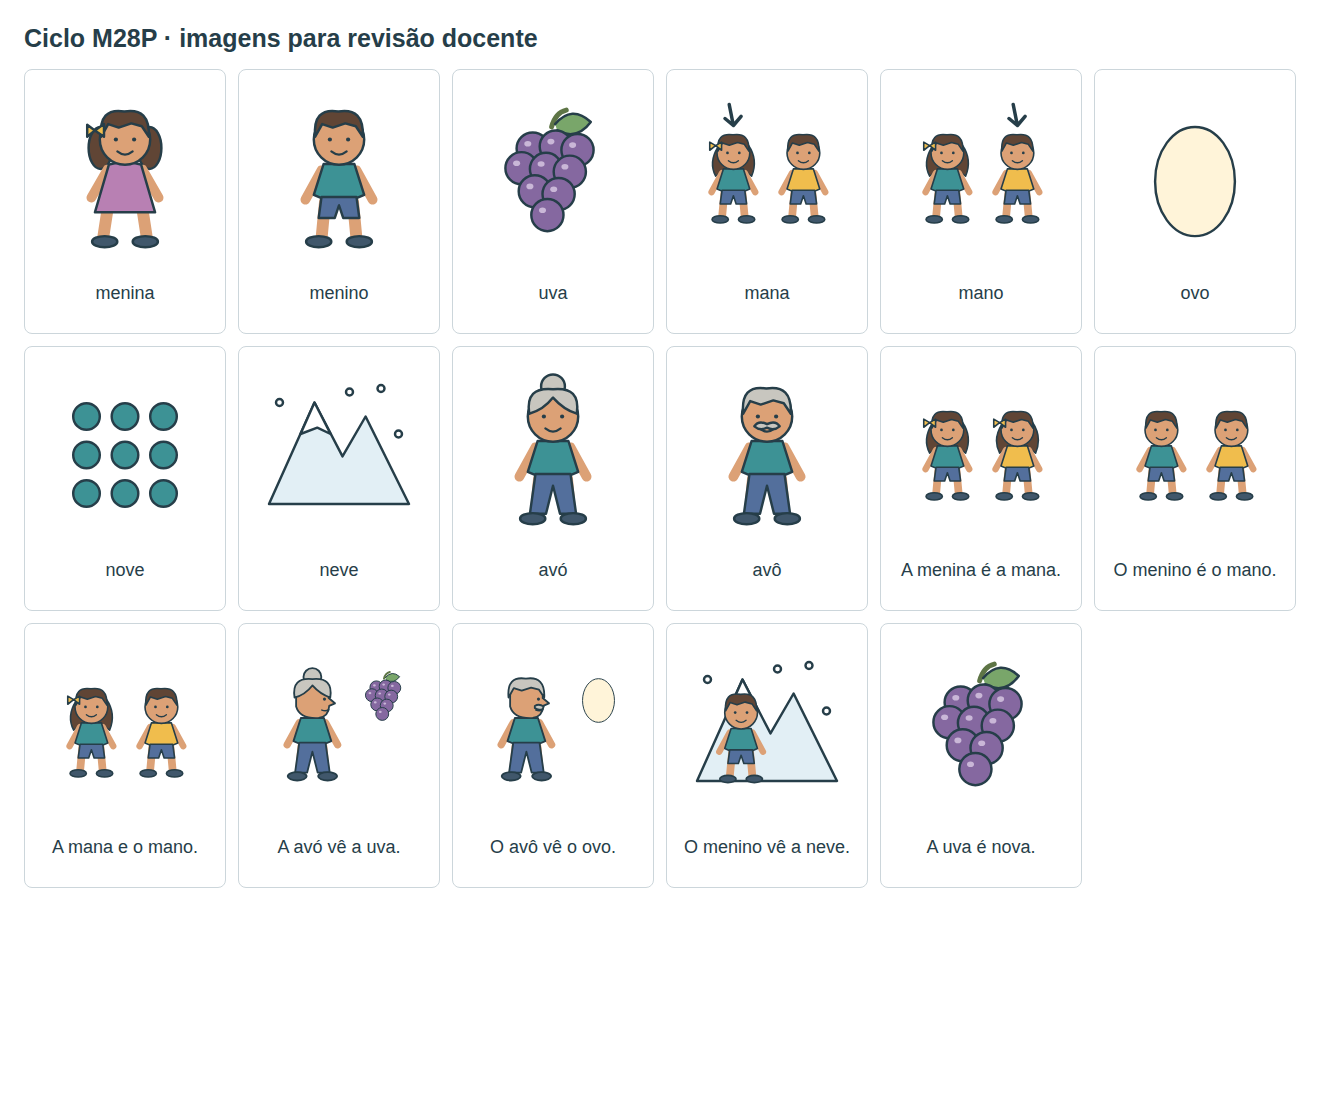 Ciclo M28P · imagens para revisão docente
menina
menino
uva
mana
mano
ovo
nove
neve
avó
avô
A menina é a mana.
O menino é o mano.
A mana e o mano.
A avó vê a uva.
O avô vê o ovo.
O menino vê a neve.
A uva é nova.